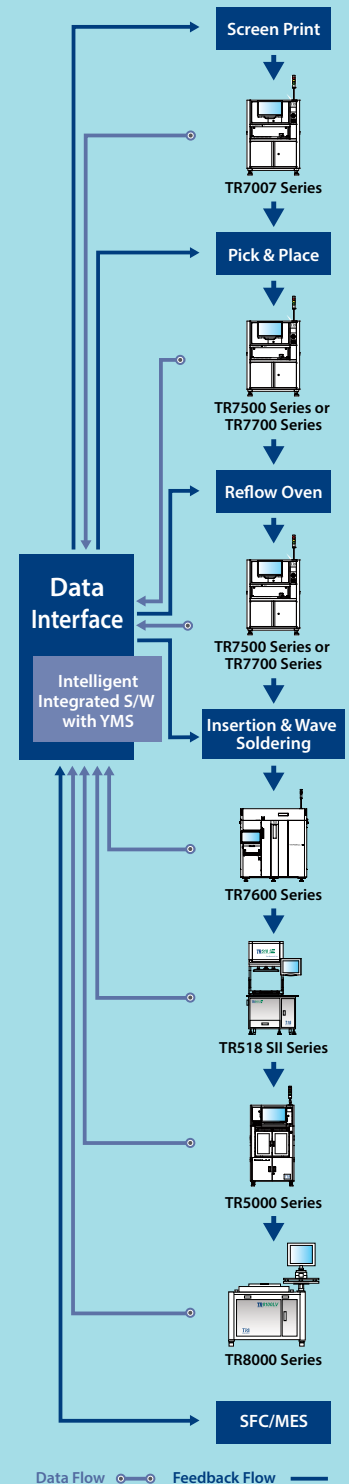 Screen Print
TR7007 Series
Pick & Place
TR7500 Series or
TR7700 Series
Reflow Oven
Data
Interface
TR7500 Series or
TR7700 Series
Intelligent
Integrated S/W
with YMS
Insertion & Wave
Soldering
TR7600 Series
TR518 SII Series
TR5000 Series
TR8100LV
TR8000 Series
SFC/MES
Data Flow
Feedback Flow